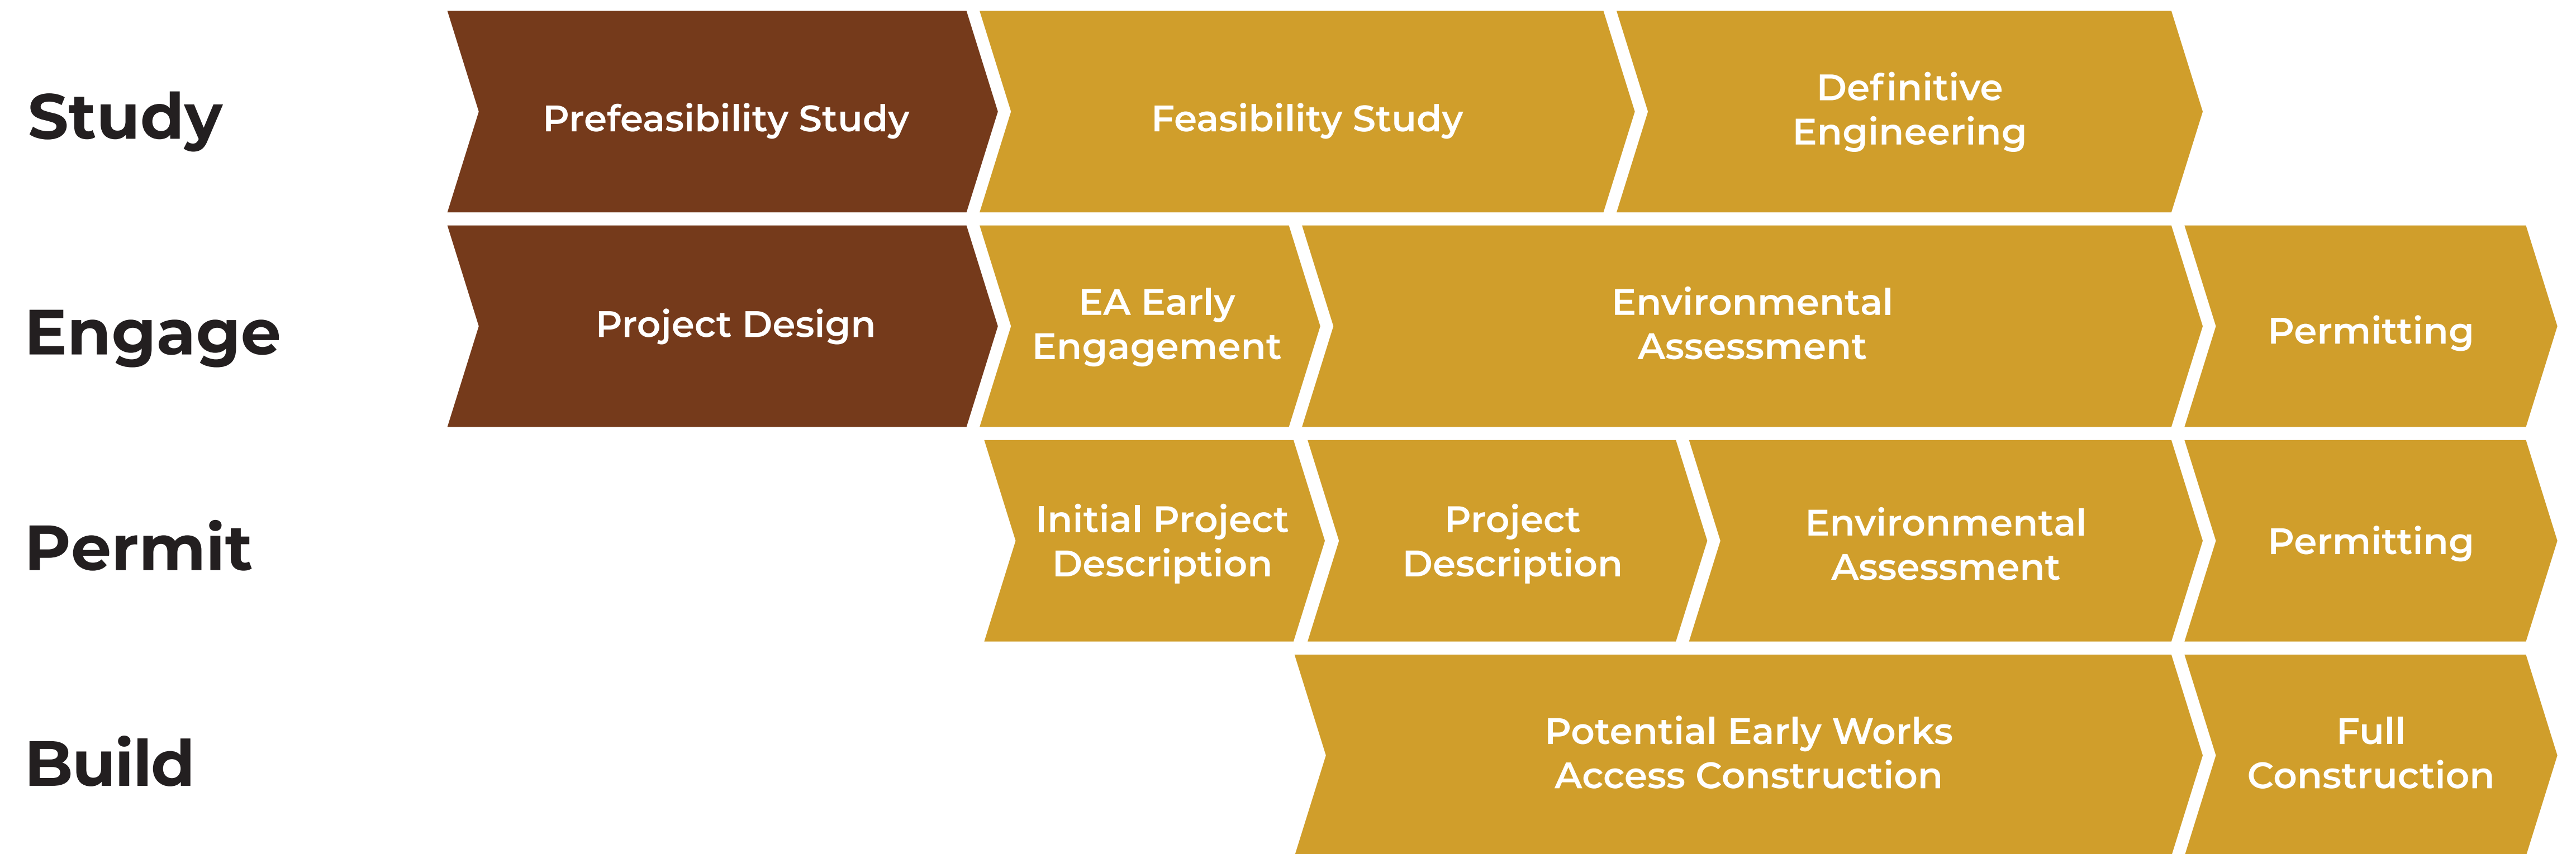 Study
Prefeasibility Study
Feasibility Study
Definitive
Engineering
Engage
Project Design
EA Early
Engagement
Environmental
Assessment
Permitting
Permit
Initial Project
Description
Project
Description
Environmental
Assessment
Permitting
Build
Potential Early Works
Access Construction
Full
Construction